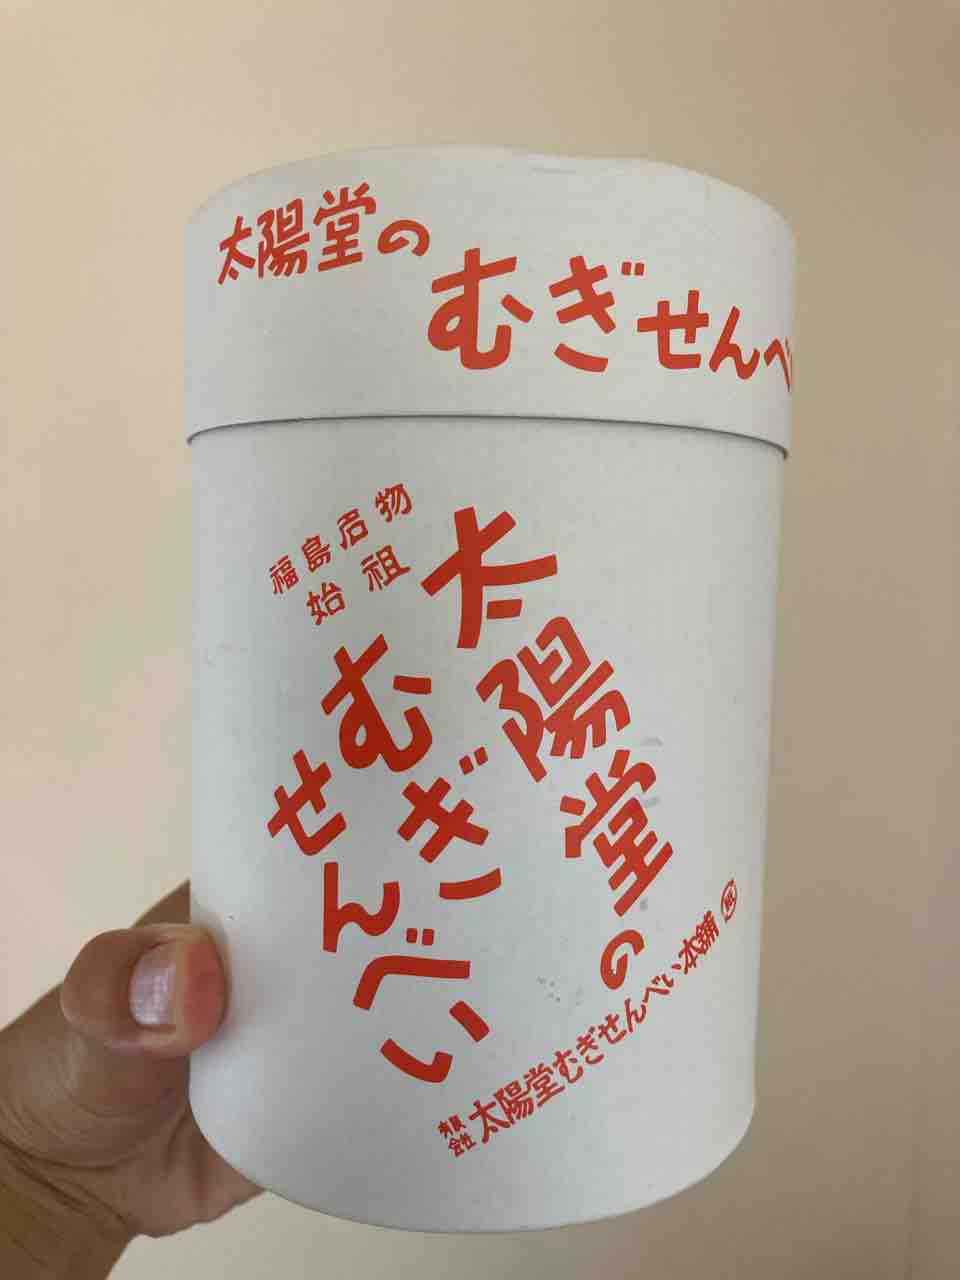 太陽堂のむぎせんべ
福島名物
始祖
太陽堂の
むぎせんべい
有限会社 太陽堂むぎせんべい本舗